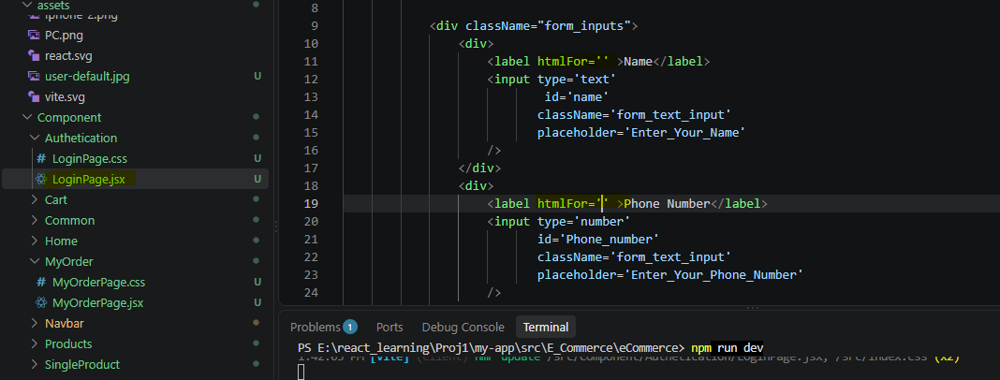 assets
iphone-2.png
PC.png
react.svg
user-default.jpg U
vite.svg
Component
Authetication
# LoginPage.css U
LoginPage.jsx U
Cart
Common
Home
MyOrder
# MyOrderPage.css U
MyOrderPage.jsx U
Navbar
Products
SingleProduct
8
9 <div className="form_inputs">
10 <div>
11 <label htmlFor='' >Name</label>
12 <input type='text'
13 id='name'
14 className='form_text_input'
15 placeholder='Enter_Your_Name'
16 />
17 </div>
18 <div>
19 <label htmlFor='' >Phone Number</label>
20 <input type='number'
21 id='Phone_number'
22 className='form_text_input'
23 placeholder='Enter_Your_Phone_Number'
24 />
Problems 1 Ports Debug Console Terminal
PS E:\react_learning\Proj1\my-app\src\E_Commerce\eCommerce> npm run dev
1:42:05 PM [vite] (client) hmr update /src/Component/Authetication/LoginPage.jsx, /src/index.css (x2)